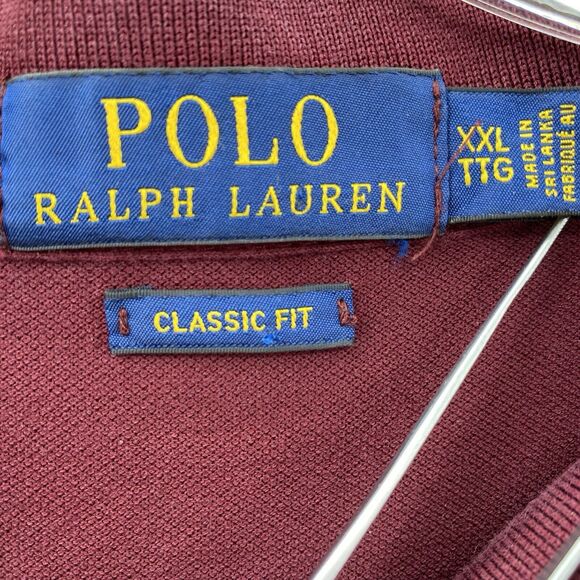 POLO
RALPH LAUREN
XXL
TTG
MADE IN
SRI LANKA
FABRIQUÉ AU
CLASSIC FIT